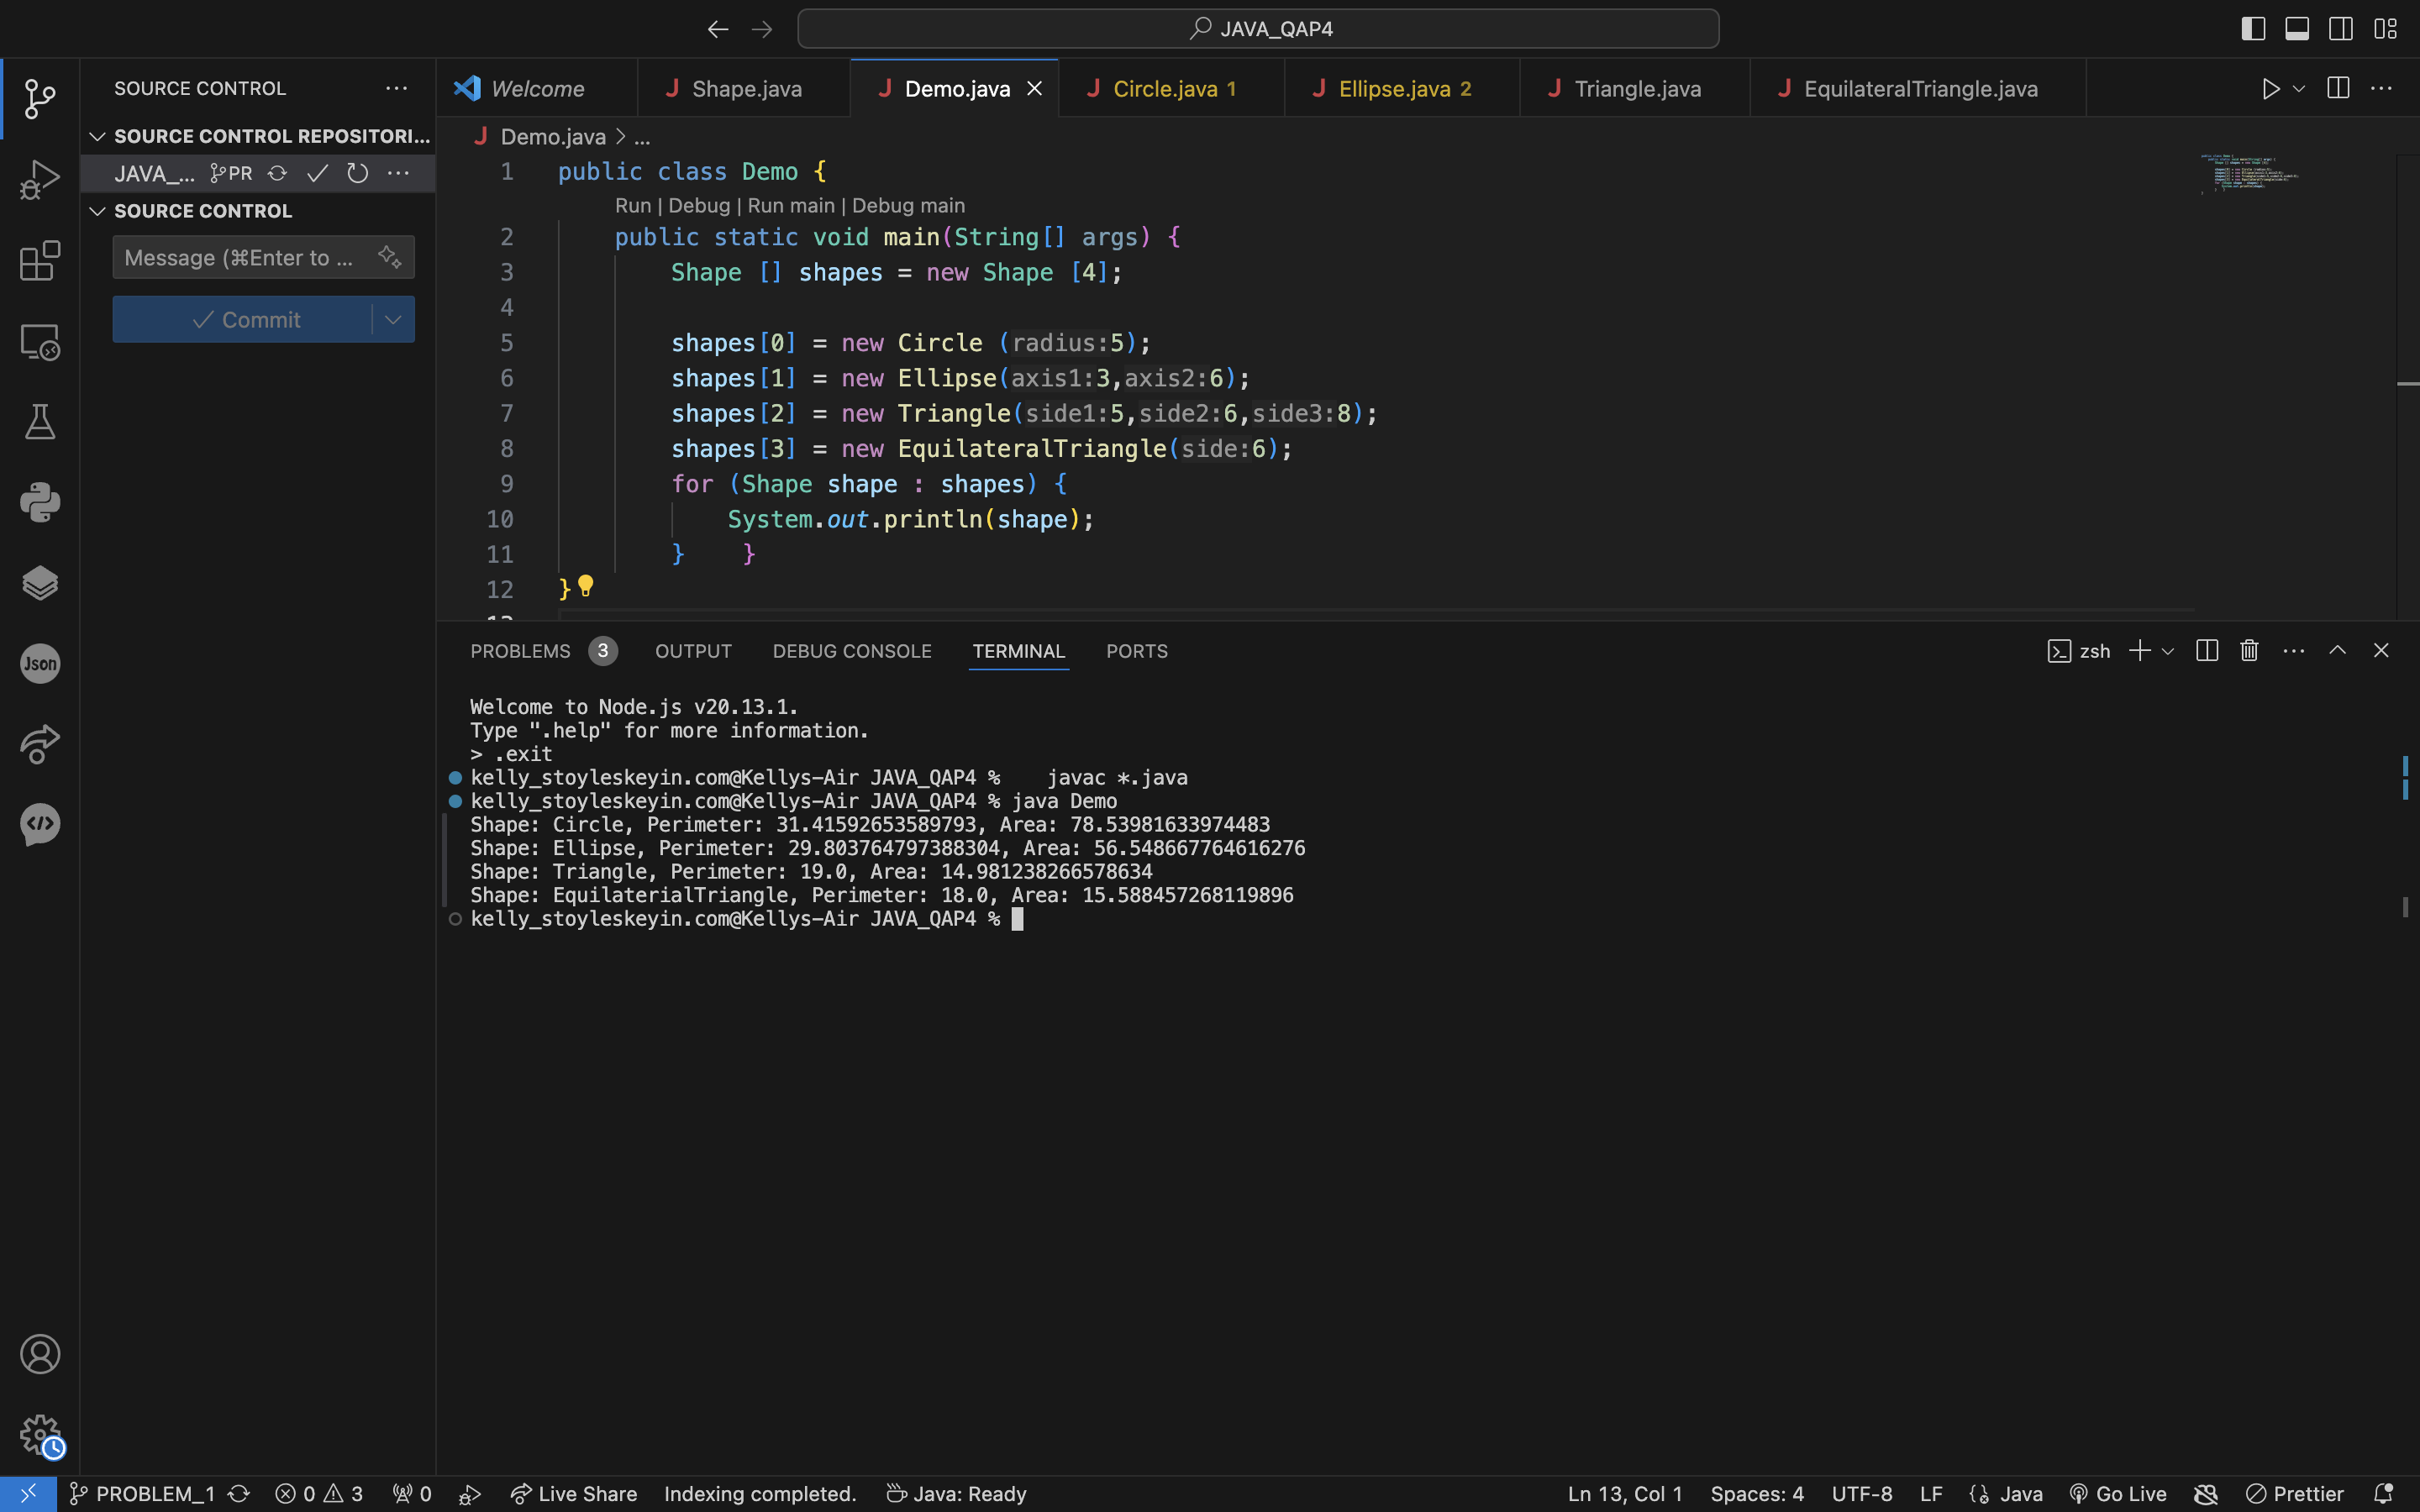 JAVA_QAP4
SOURCE CONTROL
Welcome
Shape.java
Demo.java
Circle.java 1
Ellipse.java 2
Triangle.java
EquilateralTriangle.java
SOURCE CONTROL REPOSITORI...
JAVA_... PR
SOURCE CONTROL
Message (⌘Enter to ...
Commit
Demo.java > ...
1 public class Demo {
Run | Debug | Run main | Debug main
2 public static void main(String[] args) {
3 Shape [] shapes = new Shape [4];
4
5 shapes[0] = new Circle (radius:5);
6 shapes[1] = new Ellipse(axis1:3,axis2:6);
7 shapes[2] = new Triangle(side1:5,side2:6,side3:8);
8 shapes[3] = new EquilateralTriangle(side:6);
9 for (Shape shape : shapes) {
10 System.out.println(shape);
11 } }
12 }
Json
PROBLEMS 3 OUTPUT DEBUG CONSOLE TERMINAL PORTS
zsh
Welcome to Node.js v20.13.1.
Type ".help" for more information.
> .exit
kelly_stoyleskeyin.com@Kellys-Air JAVA_QAP4 % javac *.java
kelly_stoyleskeyin.com@Kellys-Air JAVA_QAP4 % java Demo
Shape: Circle, Perimeter: 31.41592653589793, Area: 78.53981633974483
Shape: Ellipse, Perimeter: 29.803764797388304, Area: 56.548667764616276
Shape: Triangle, Perimeter: 19.0, Area: 14.981238266578634
Shape: EquilaterialTriangle, Perimeter: 18.0, Area: 15.588457268119896
kelly_stoyleskeyin.com@Kellys-Air JAVA_QAP4 %
PROBLEM_1 0 3 0 Live Share Indexing completed. Java: Ready Ln 13, Col 1 Spaces: 4 UTF-8 LF Java Go Live Prettier